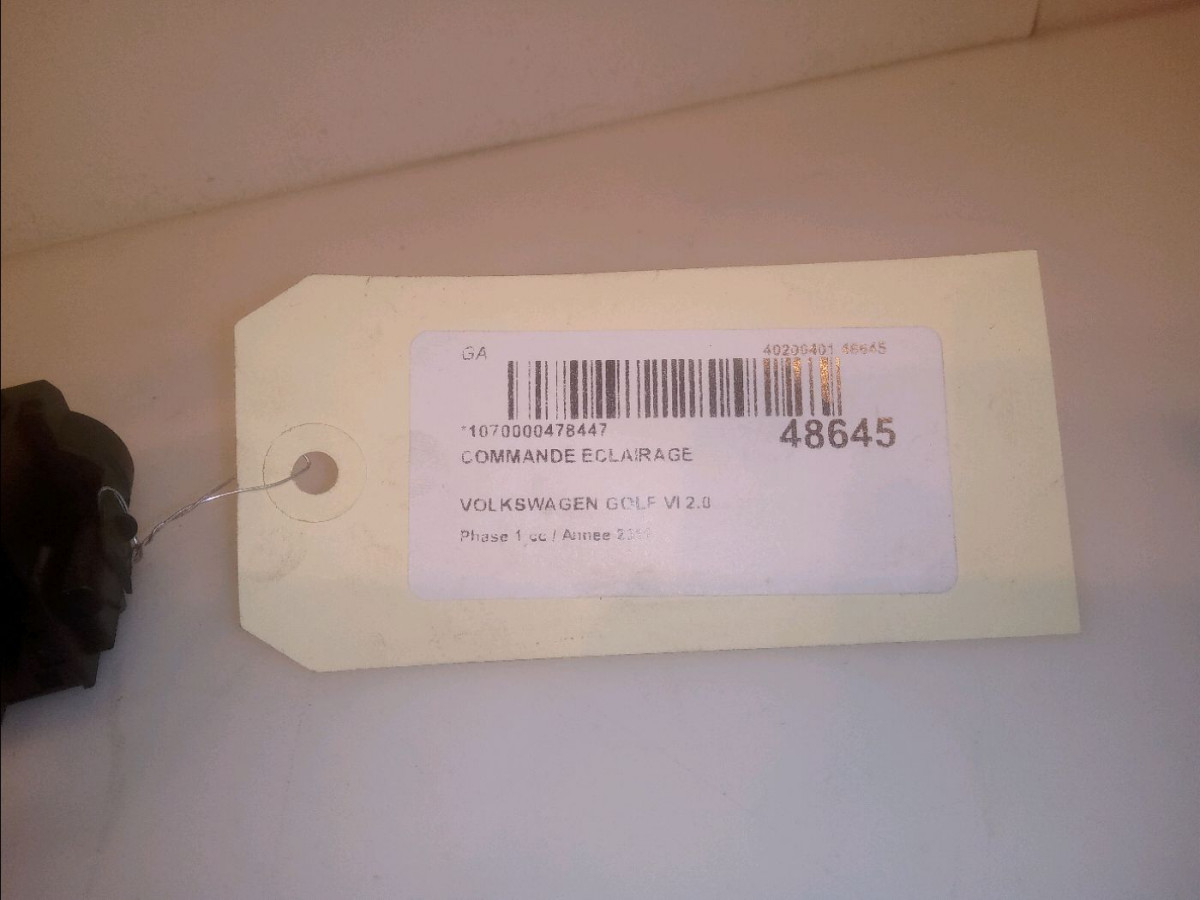 GA
40200401 48645
*1070000478447
48645
COMMANDE ECLAIRAGE
VOLKSWAGEN GOLF VI 2.0
Phase 1 cc / Annee